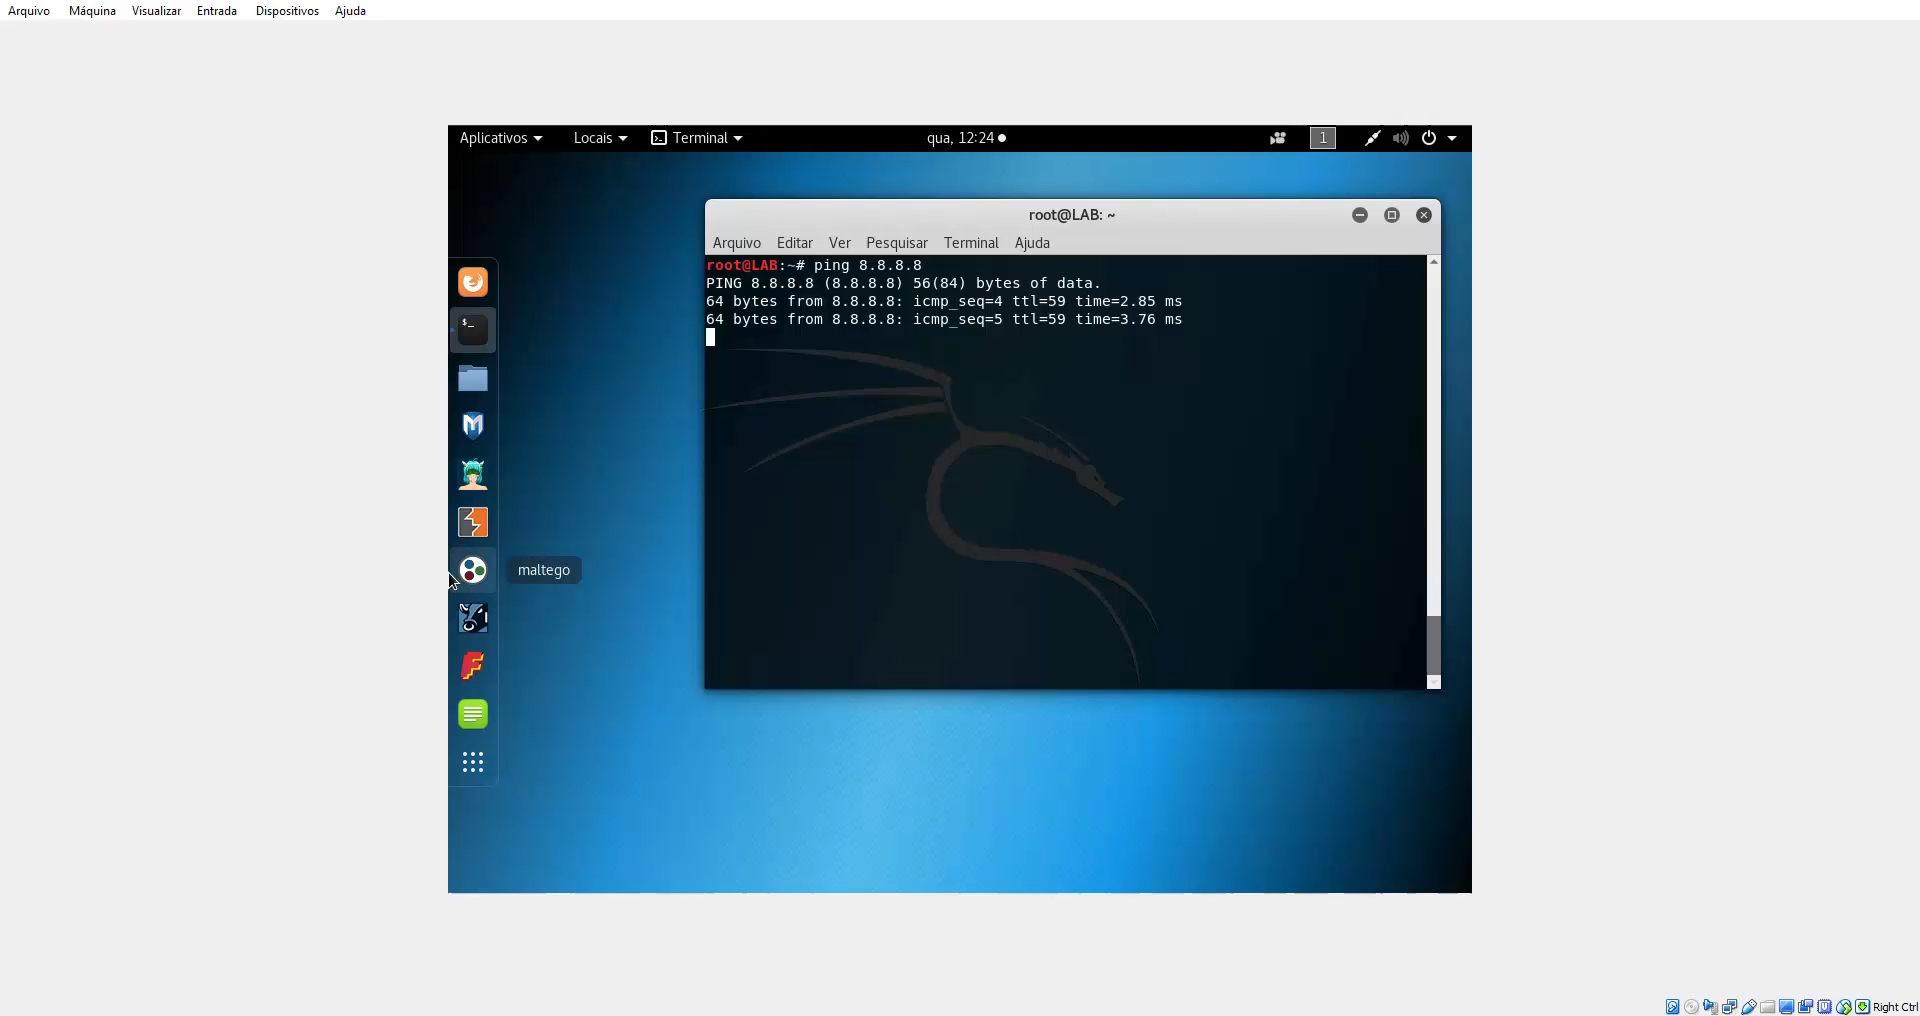 Arquivo Máquina Visualizar Entrada Dispositivos Ajuda
Aplicativos Locais Terminal qua, 12:24 1
root@LAB: ~
Arquivo Editar Ver Pesquisar Terminal Ajuda
root@LAB:~# ping 8.8.8.8
PING 8.8.8.8 (8.8.8.8) 56(84) bytes of data.
64 bytes from 8.8.8.8: icmp_seq=4 ttl=59 time=2.85 ms
64 bytes from 8.8.8.8: icmp_seq=5 ttl=59 time=3.76 ms
$_
maltego
Right Ctrl